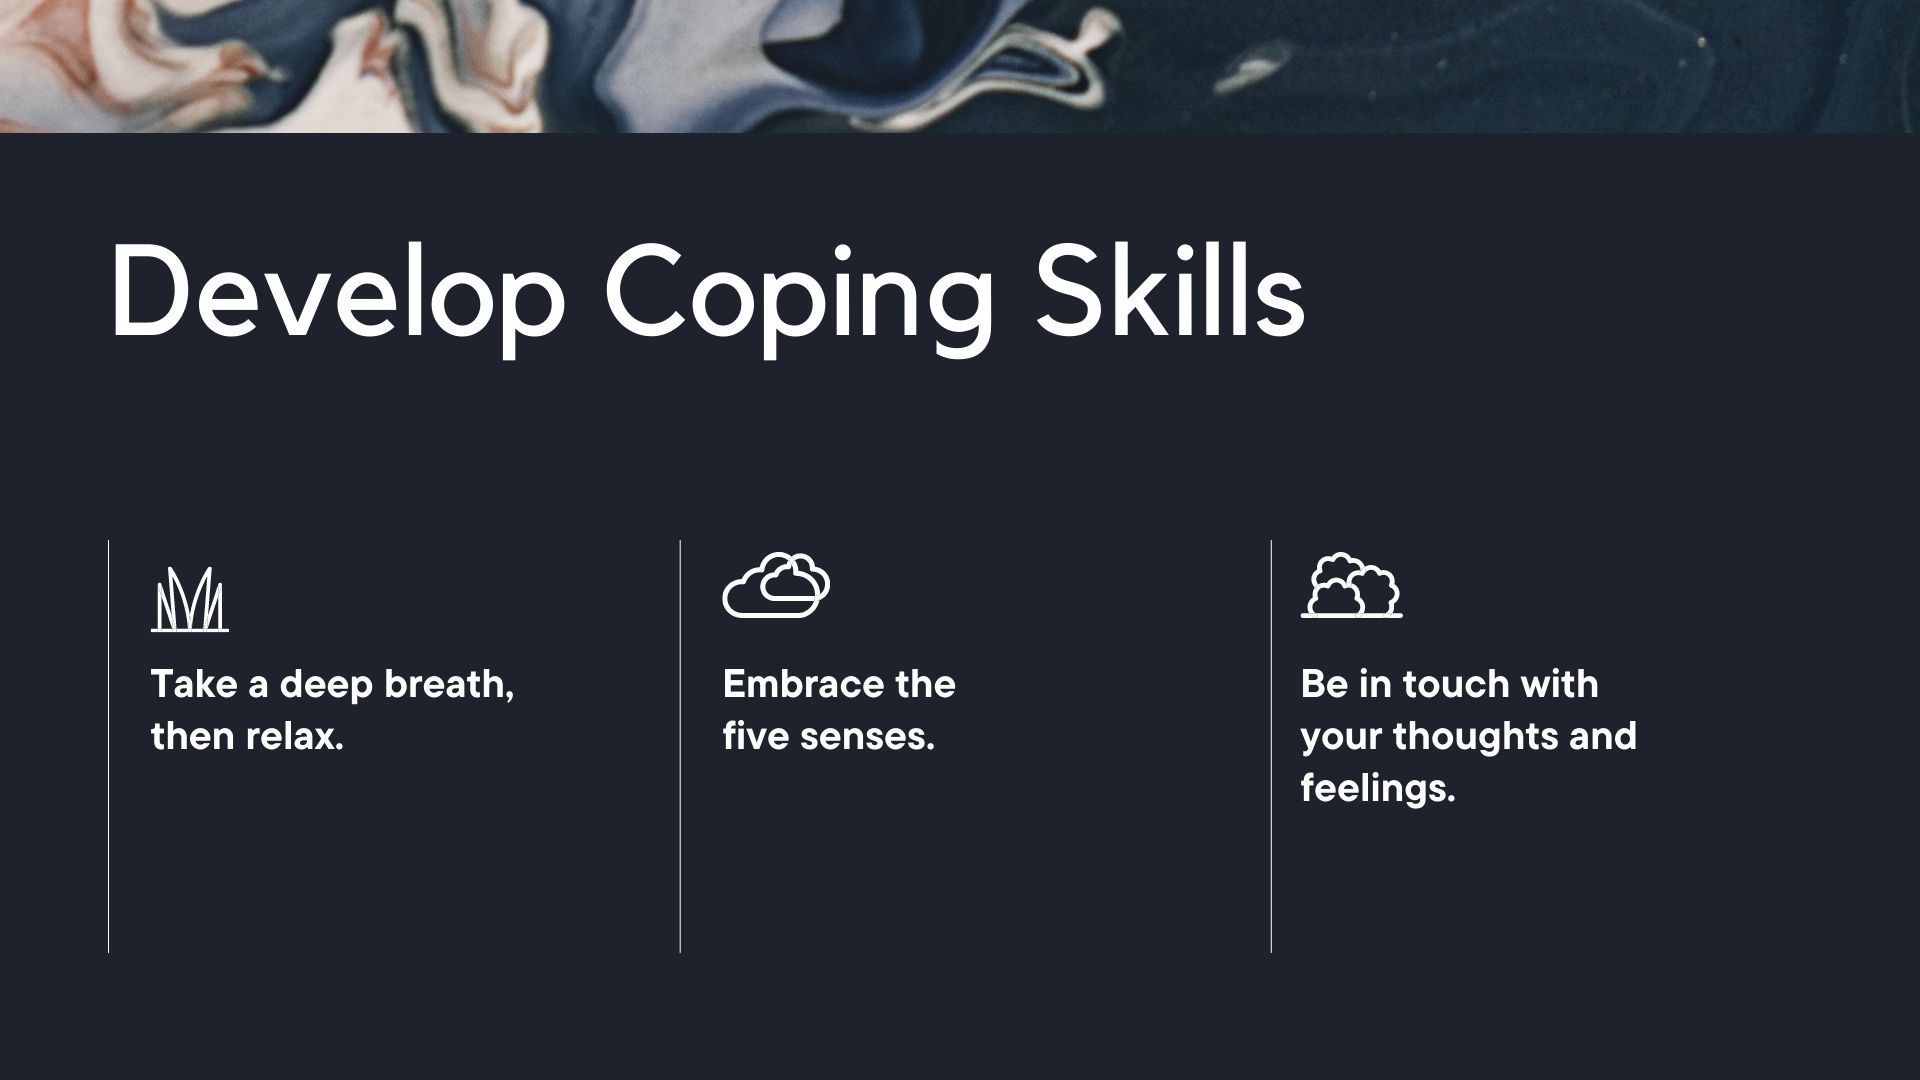 Develop Coping Skills
Take a deep breath,
then relax.
Embrace the
five senses.
Be in touch with
your thoughts and
feelings.